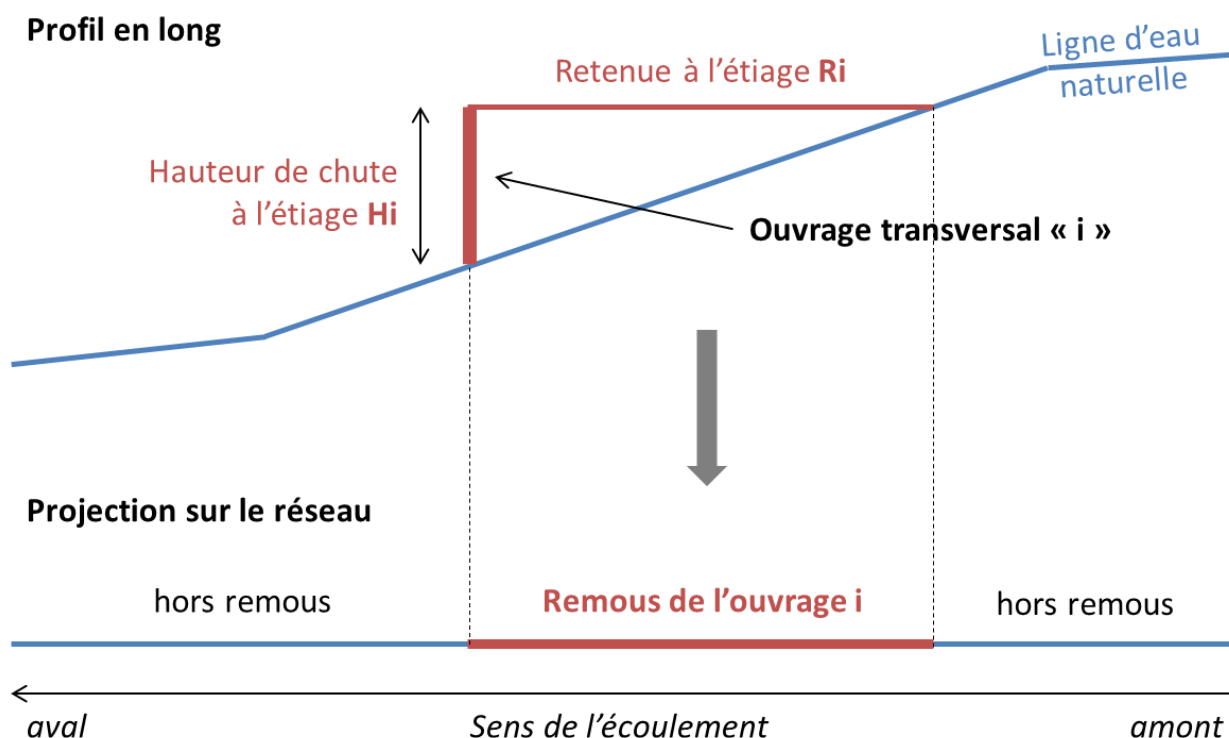 Profil en long
Ligne d’eau
naturelle
Retenue à l’étiage Ri
Hauteur de chute
à l’étiage Hi
Ouvrage transversal « i »
Projection sur le réseau
hors remous
Remous de l’ouvrage i
hors remous
aval
Sens de l’écoulement
amont